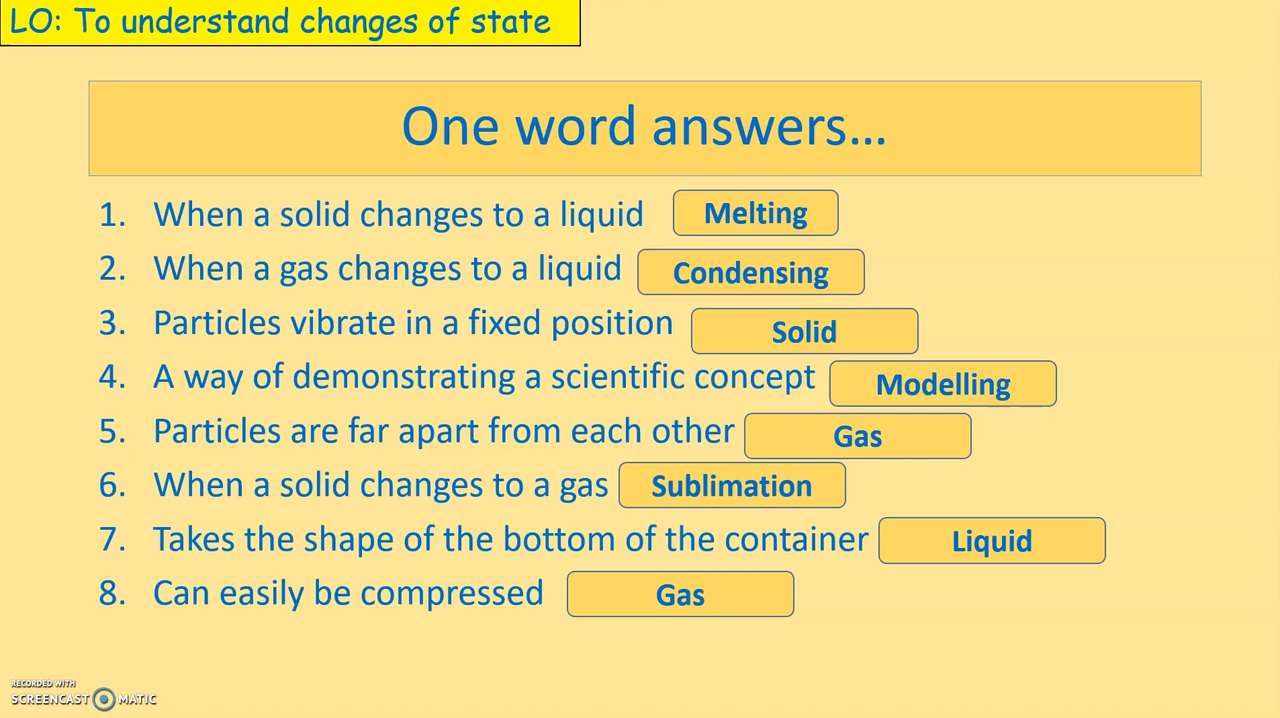 LO: To understand changes of state
One word answers...
1. When a solid changes to a liquid Melting
2. When a gas changes to a liquid Condensing
3. Particles vibrate in a fixed position Solid
4. A way of demonstrating a scientific concept Modelling
5. Particles are far apart from each other Gas
6. When a solid changes to a gas Sublimation
7. Takes the shape of the bottom of the container Liquid
8. Can easily be compressed Gas
RECORDED WITH
SCREENCAST MATIC